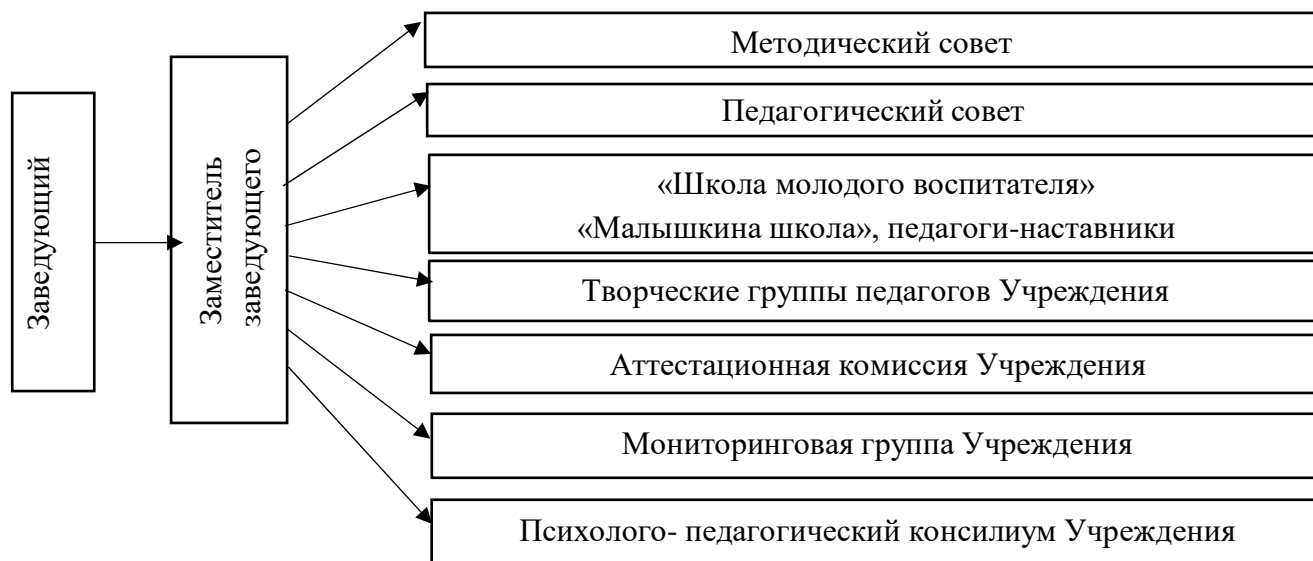 Заведующий
Заместитель
заведующего
Методический совет
Педагогический совет
«Школа молодого воспитателя»
«Малышкина школа», педагоги-наставники
Творческие группы педагогов Учреждения
Аттестационная комиссия Учреждения
Мониторинговая группа Учреждения
Психолого- педагогический консилиум Учреждения